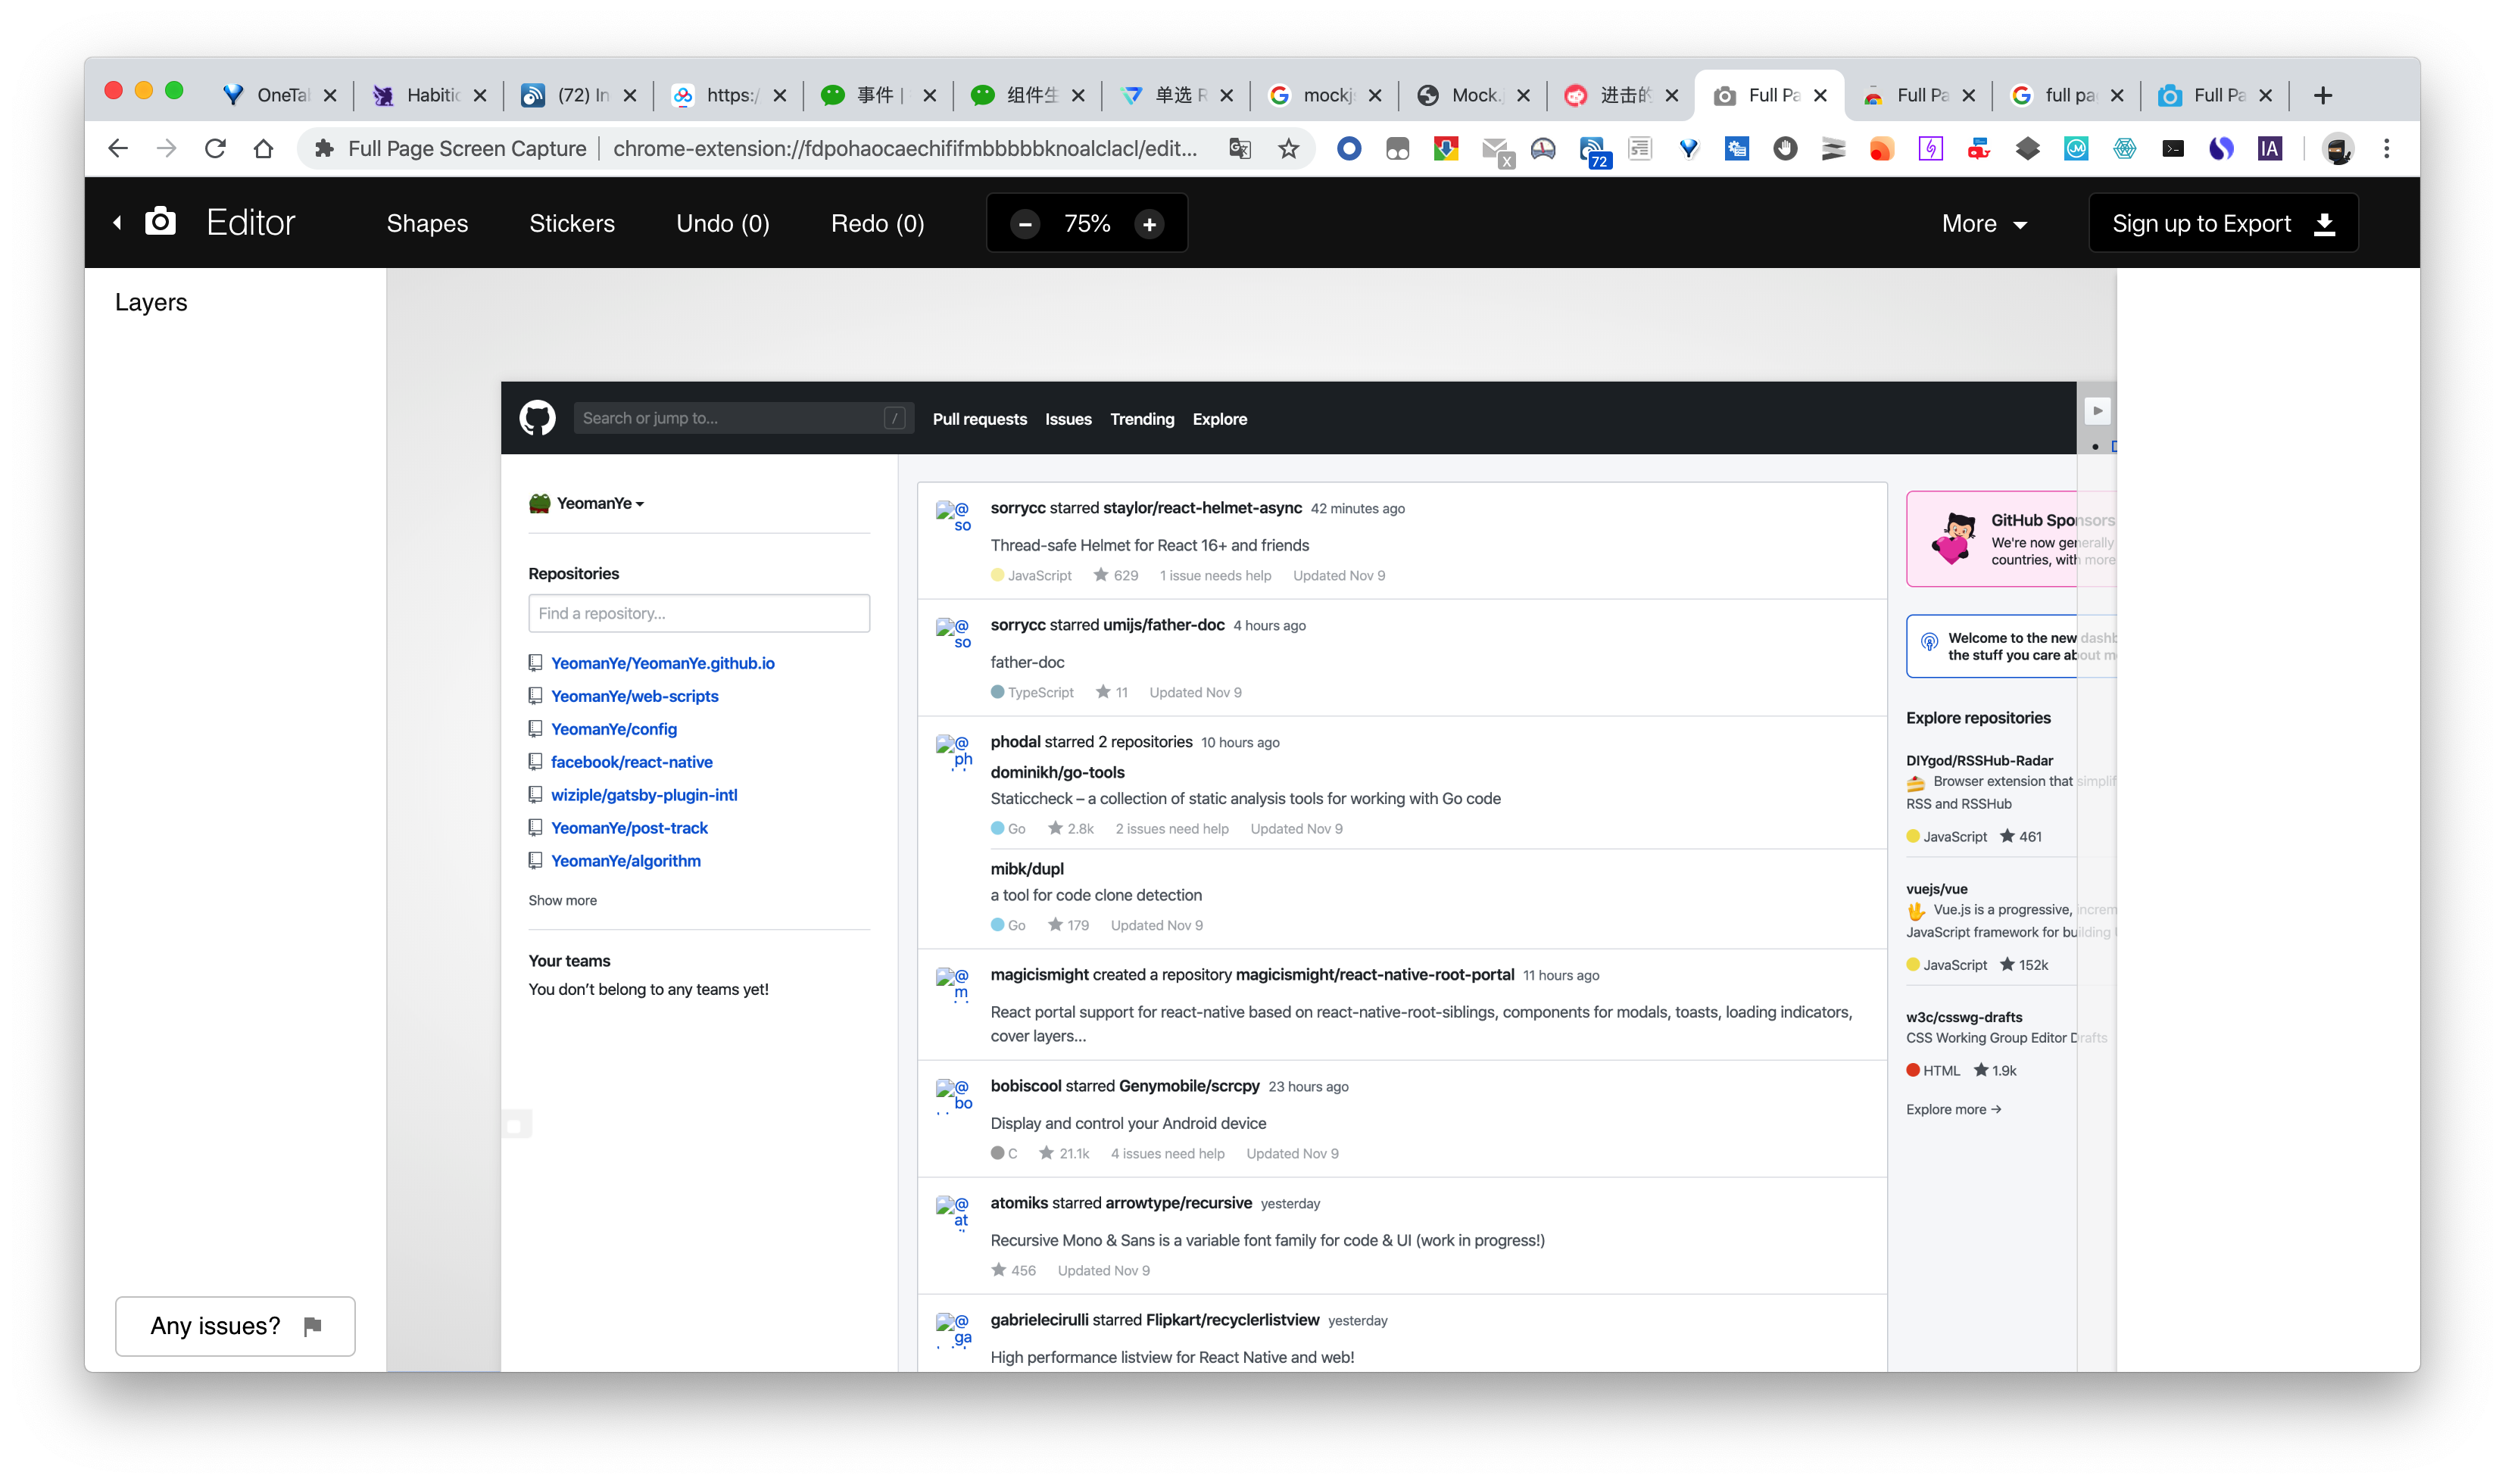 OneTa
Habitic
(72) In
https:/
事件 |
组件生
单选 R
mockj
Mock.
进击的
Full Pa
Full Pa
full pa
Full Pa
Full Page Screen Capture
chrome-extension://fdpohaocaechififmbbbbbknoalclacl/edit...
X
72
JM
IA
Editor
Shapes
Stickers
Undo (0)
Redo (0)
75%
More
Sign up to Export
Layers
Search or jump to...
/
Pull requests
Issues
Trending
Explore
YeomanYe
Repositories
Find a repository...
YeomanYe/YeomanYe.github.io
YeomanYe/web-scripts
YeomanYe/config
facebook/react-native
wiziple/gatsby-plugin-intl
YeomanYe/post-track
YeomanYe/algorithm
Show more
Your teams
You don’t belong to any teams yet!
@
so
sorrycc starred staylor/react-helmet-async 42 minutes ago
Thread-safe Helmet for React 16+ and friends
JavaScript 629 1 issue needs help Updated Nov 9
@
so
sorrycc starred umijs/father-doc 4 hours ago
father-doc
TypeScript 11 Updated Nov 9
@
ph
phodal starred 2 repositories 10 hours ago
dominikh/go-tools
Staticcheck – a collection of static analysis tools for working with Go code
Go 2.8k 2 issues need help Updated Nov 9
mibk/dupl
a tool for code clone detection
Go 179 Updated Nov 9
@
m
magicismight created a repository magicismight/react-native-root-portal 11 hours ago
React portal support for react-native based on react-native-root-siblings, components for modals, toasts, loading indicators,
cover layers...
@
bo
bobiscool starred Genymobile/scrcpy 23 hours ago
Display and control your Android device
C 21.1k 4 issues need help Updated Nov 9
@
at
atomiks starred arrowtype/recursive yesterday
Recursive Mono & Sans is a variable font family for code & UI (work in progress!)
456 Updated Nov 9
@
ga
gabrielecirulli starred Flipkart/recyclerlistview yesterday
High performance listview for React Native and web!
GitHub Sponsors
We're now generally
countries, with more
Welcome to the new dashb
the stuff you care about m
Explore repositories
DIYgod/RSSHub-Radar
Browser extension that simplif
RSS and RSSHub
JavaScript 461
vuejs/vue
Vue.js is a progressive, increm
JavaScript framework for building
JavaScript 152k
w3c/csswg-drafts
CSS Working Group Editor Drafts
HTML 1.9k
Explore more →
Any issues?